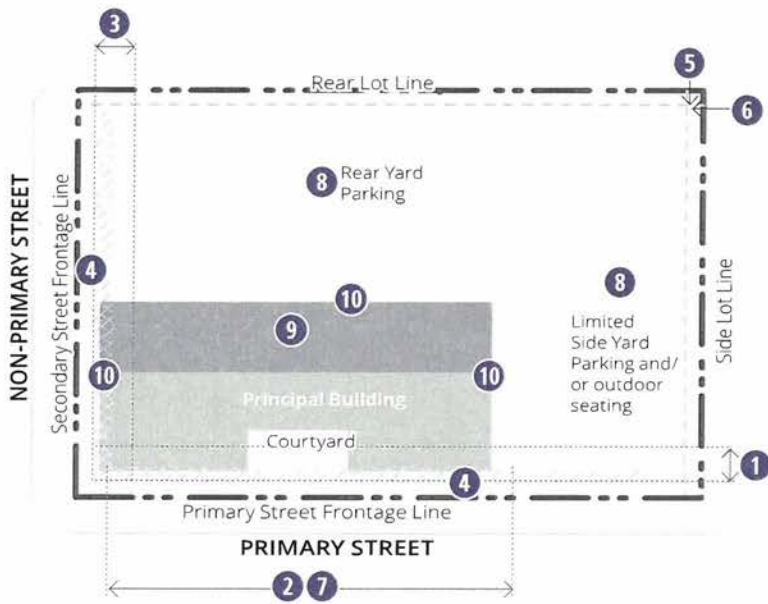 3
5
Rear Lot Line
6
8 Rear Yard
Parking
NON-PRIMARY STREET
Secondary Street Frontage Line
4
8
10
9
Limited
Side Yard
Parking and/
or outdoor
seating
Side Lot Line
10
10
Principal Building
Courtyard
1
4
Primary Street Frontage Line
PRIMARY STREET
2 7